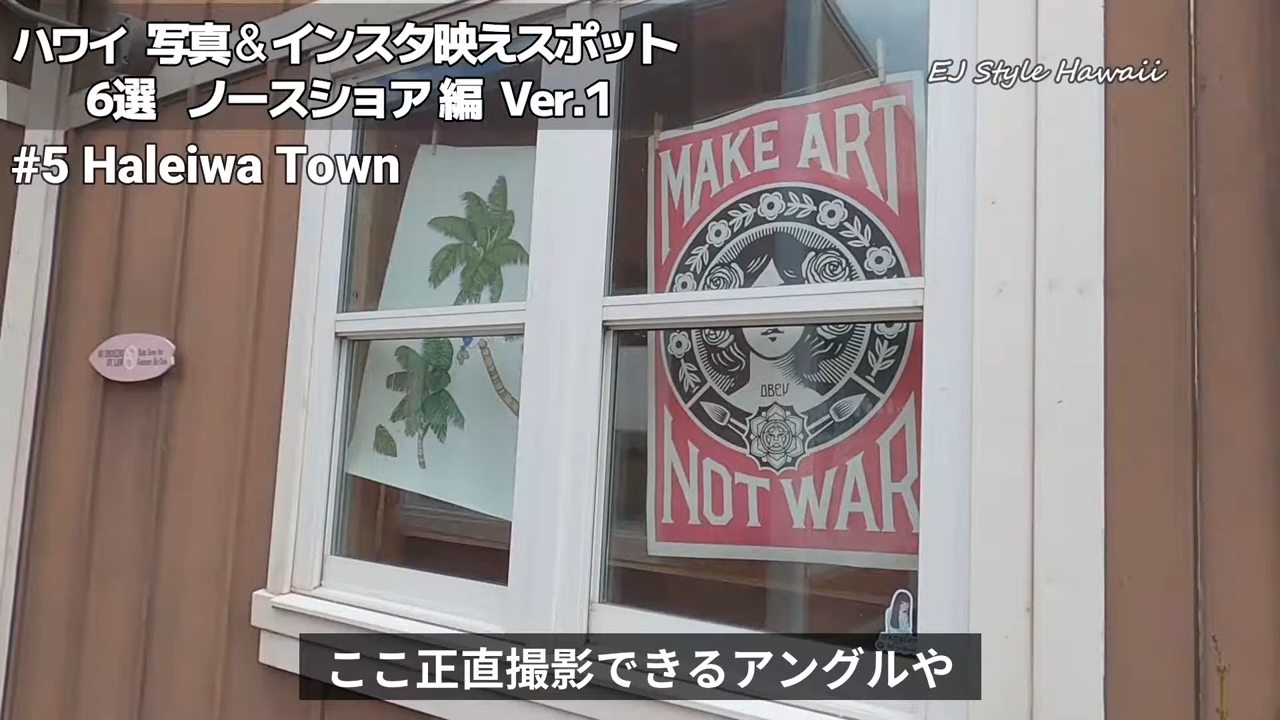 ハワイ 写真＆インスタ映えスポット
6選 ノースショア編 Ver.1
EJ Style Hawaii
#5 Haleiwa Town
MAKE ART
OBEY
NOT WAR
ここ正直撮影できるアングルや